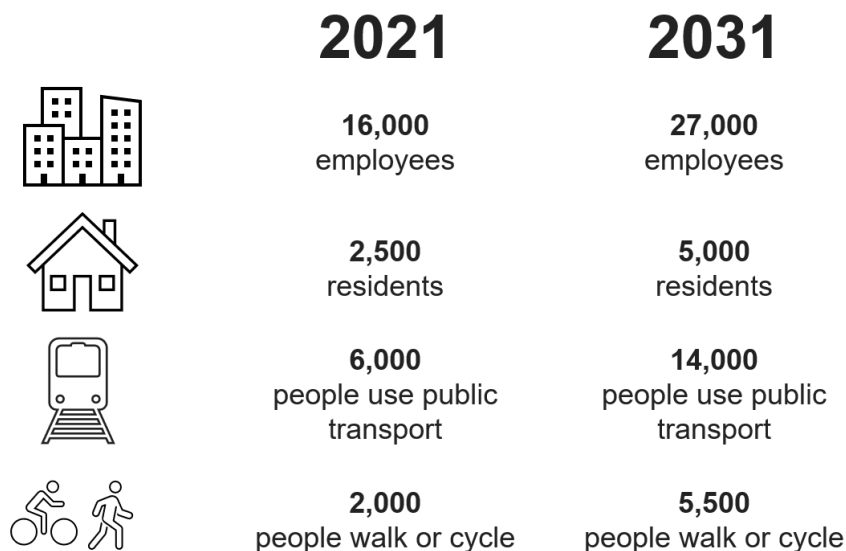 2021 2031
16,000 27,000
employees employees
2,500 5,000
residents residents
6,000 14,000
people use public people use public
transport transport
2,000 5,500
people walk or cycle people walk or cycle